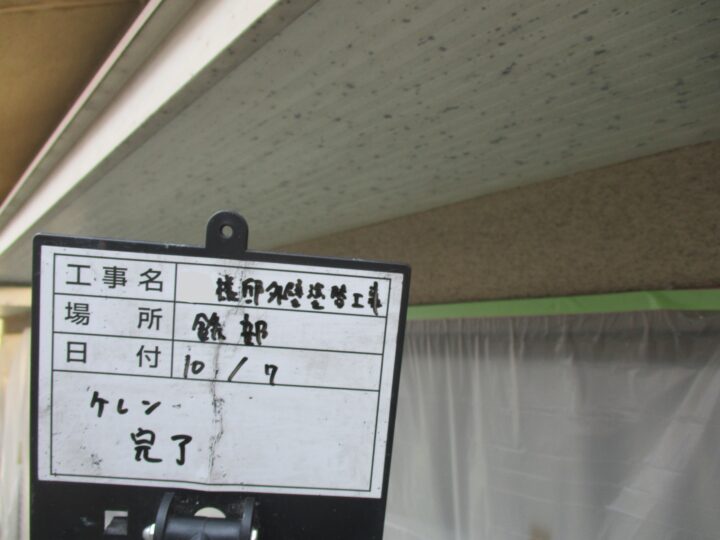 工事名 様邸外壁塗替工事
場所 鉄部
日付 10/7
ケレン
完了